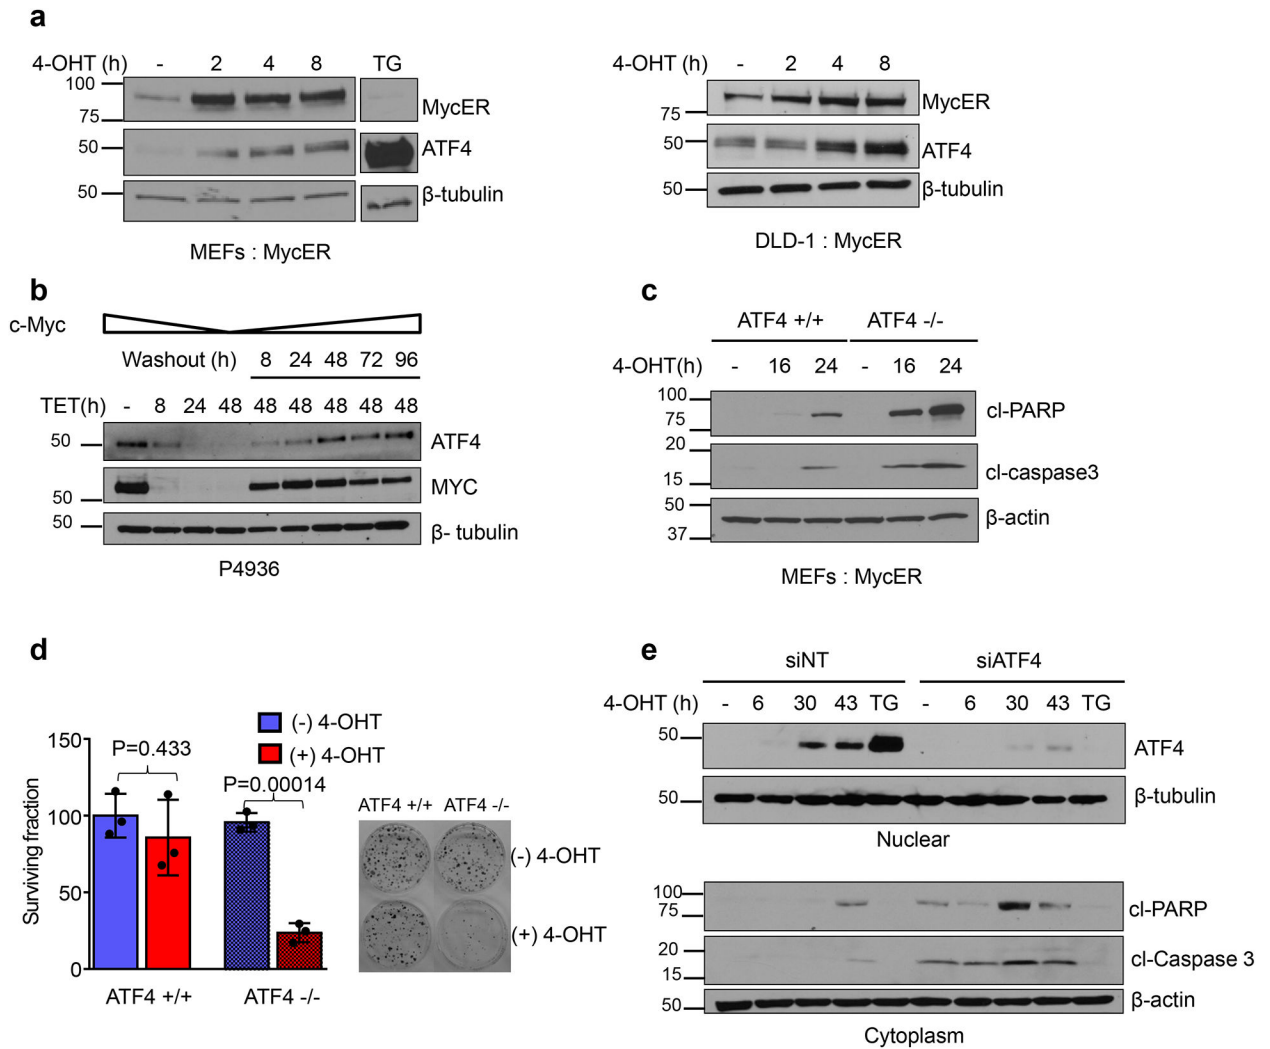 a
4-OHT (h) - 2 4 8 TG
100
75
MycER
50
ATF4
50
β-tubulin
MEFs : MycER
4-OHT (h) - 2 4 8
75
MycER
50
ATF4
50
β-tubulin
DLD-1 : MycER
b
c-Myc
Washout (h) 8 24 48 72 96
TET(h) - 8 24 48 48 48 48 48 48
50
ATF4
50
MYC
50
β- tubulin
P4936
c
ATF4 +/+ ATF4 -/-
4-OHT(h) - 16 24 - 16 24
100
75
cl-PARP
20
15
cl-caspase3
50
37
β-actin
MEFs : MycER
d
(-) 4-OHT
(+) 4-OHT
Surviving fraction
150
100
50
0
P=0.433
P=0.00014
ATF4 +/+ ATF4 -/-
ATF4 +/+ ATF4 -/-
(-) 4-OHT
(+) 4-OHT
e
siNT siATF4
4-OHT (h) - 6 30 43 TG - 6 30 43 TG
50
ATF4
50
β-tubulin
Nuclear
100
75
cl-PARP
20
15
cl-Caspase 3
50
β-actin
Cytoplasm